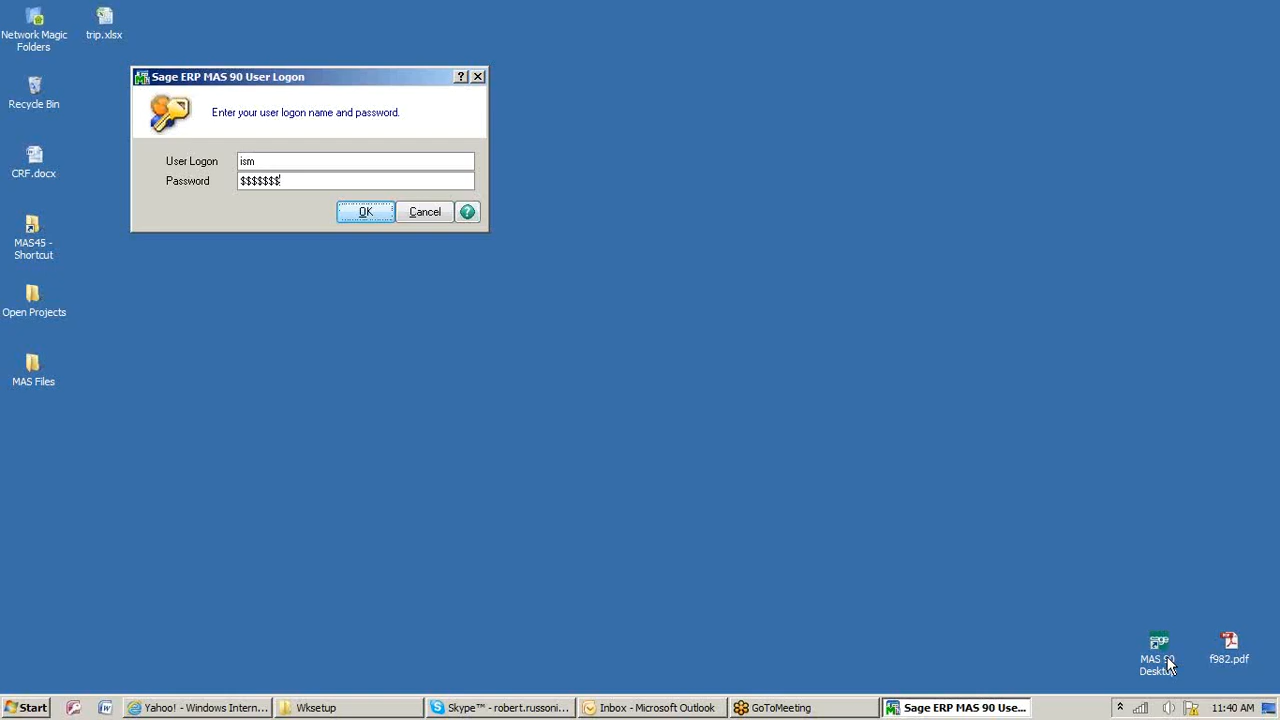 Network Magic
Folders
trip.xlsx
Sage ERP MAS 90 User Logon
Enter your user logon name and password.
Recycle Bin
User Logon
ism
Password
$$$$$$$
OK
Cancel
CRF.docx
MAS45 -
Shortcut
Open Projects
MAS Files
sage
MAS 90
Desktop
f982.pdf
Start
Yahoo! - Windows Intern...
Wksetup
Skype™ - robert.russoni...
Inbox - Microsoft Outlook
GoToMeeting
Sage ERP MAS 90 Use...
11:40 AM